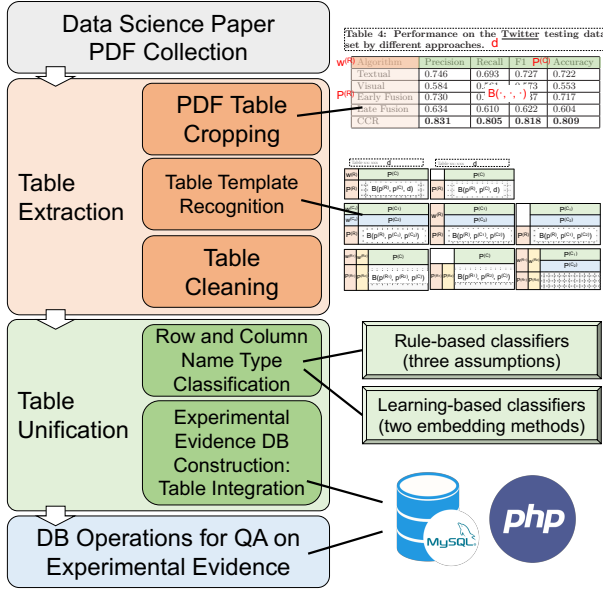 Data Science Paper
PDF Collection
Table
Extraction
PDF Table
Cropping
Table Template
Recognition
Table
Cleaning
Table
Unification
Row and Column
Name Type
Classification
Experimental
Evidence DB
Construction:
Table Integration
DB Operations for QA on
Experimental Evidence
Table 4: Performance on the Twitter testing data
set by different approaches. d
w(R) P(C)
Algorithm Precision Recall F1 Accuracy
Textual 0.746 0.693 0.727 0.722
Visual 0.584 0.573 0.553
P(R) Early Fusion 0.730 B(·, ·, ·) 0.717
Late Fusion 0.634 0.610 0.622 0.604
CCR 0.831 0.805 0.818 0.809
w(R) P(C) P(C)
P(R) B(p(R), p(C), d) P(R) B(p(R), p(C), d)
Rule-based classifiers
(three assumptions)
Learning-based classifiers
(two embedding methods)
MySQL
php